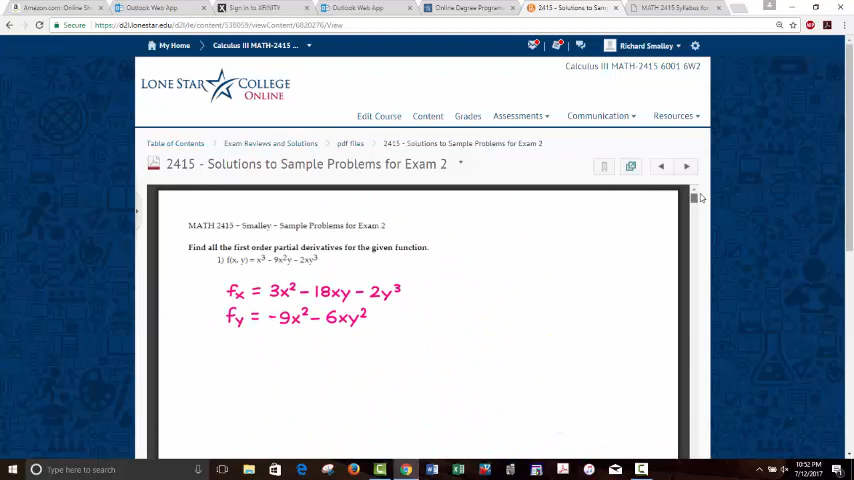 Amazon.com: Online Sh
Outlook Web App
Sign in to XFINITY
Outlook Web App
Online Degree Program
2415 - Solutions to Sam
MATH 2415 Syllabus for
Secure
https://d2l.lonestar.edu/d2l/le/content/538059/viewContent/6820276/View
My Home
Calculus III MATH-2415 ...
Richard Smalley
Calculus III MATH-2415 6001 6W2
LONE STAR COLLEGE
ONLINE
Edit Course
Content
Grades
Assessments
Communication
Resources
Table of Contents
Exam Reviews and Solutions
pdf files
2415 - Solutions to Sample Problems for Exam 2
2415 - Solutions to Sample Problems for Exam 2
MATH 2415 – Smalley – Sample Problems for Exam 2
Find all the first order partial derivatives for the given function.
1) f(x, y) = x³ – 9x²y – 2xy³
fx = 3x² – 18xy – 2y³
fy = -9x² – 6xy²
Type here to search
10:52 PM
7/12/2017